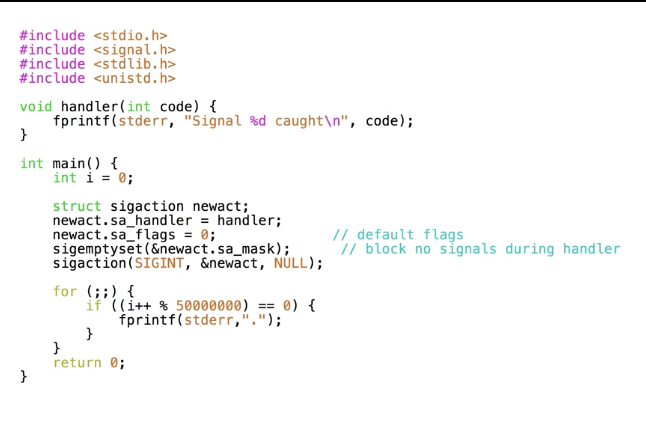 #include <stdio.h>
#include <signal.h>
#include <stdlib.h>
#include <unistd.h>

void handler(int code) {
    fprintf(stderr, "Signal %d caught\n", code);
}

int main() {
    int i = 0;

    struct sigaction newact;
    newact.sa_handler = handler;
    newact.sa_flags = 0;              // default flags
    sigemptyset(&newact.sa_mask);      // block no signals during handler
    sigaction(SIGINT, &newact, NULL);

    for (;;) {
        if ((i++ % 50000000) == 0) {
            fprintf(stderr,".");
        }
    }
    return 0;
}